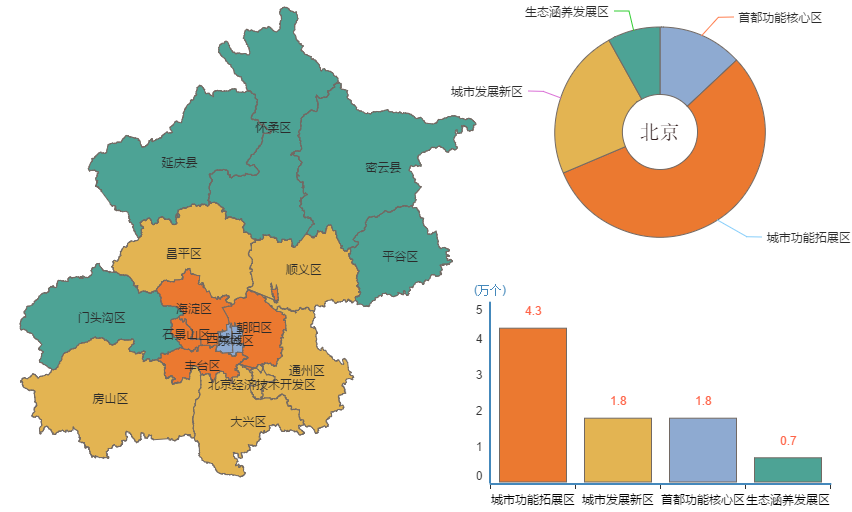 怀柔区
延庆县
密云县
昌平区
顺义区
平谷区
海淀区
门头沟区
朝阳区
石景山区
丰台区
通州区
北京经济技术开发区
房山区
大兴区
生态涵养发展区
首都功能核心区
城市发展新区
北京
城市功能拓展区
(万个)
5
4
3
2
1
0
4.3
1.8
1.8
0.7
城市功能拓展区
城市发展新区
首都功能核心区
生态涵养发展区